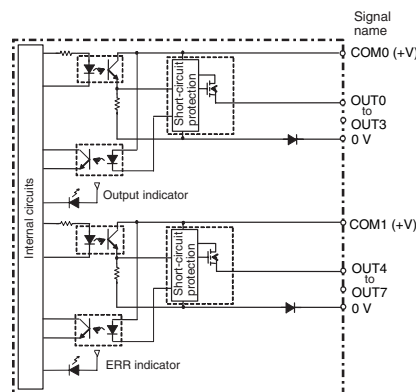 Signal
name
COM0 (+V)
Short-circuit
protection
OUT0
to
OUT3
0 V
Output indicator
Internal circuits
COM1 (+V)
Short-circuit
protection
OUT4
to
OUT7
0 V
ERR indicator